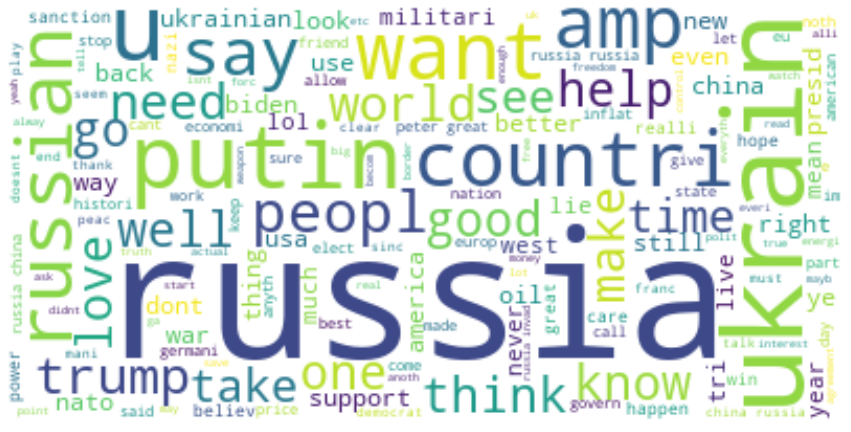 sanction
ukrainian
look
etc
militari
amp
new
uk
noth
play
stop
nazi
friend
russia russia
let
eu
alli
u
say
want
even
presid
american
yeah
tell
back
isnt
forc
use
allow
enough
freedom
control
watch
russian
seem
need
biden
world
see
help
china
mean
ukrain
alway
cant
economi
lol
clear
peter great
better
inflat
realli
everyth
read
doesnt
end
go
putin
countri
hope
thank
sure
weapon
big
becom
border
free
give
im
way
histori
work
peopl
nation
state
everi
peac
keep
well
good
lie
time
right
polit
true
energi
russia china
love
truth
actual
usa
elect
sinc
europ
west
still
make
must
mayb
ask
thing
anyth
much
real
america
money
lot
oil
franc
live
part
didnt
start
russia
dont
ga
best
made
never
russia invad
great
care
call
ye
war
talk
interest
day
power
mani
germani
save
come
anoth
trump
take
one
think
know
tri
win
year
agreement
nato
support
govern
happen
point
said
may
believ
price
democrat
china russia